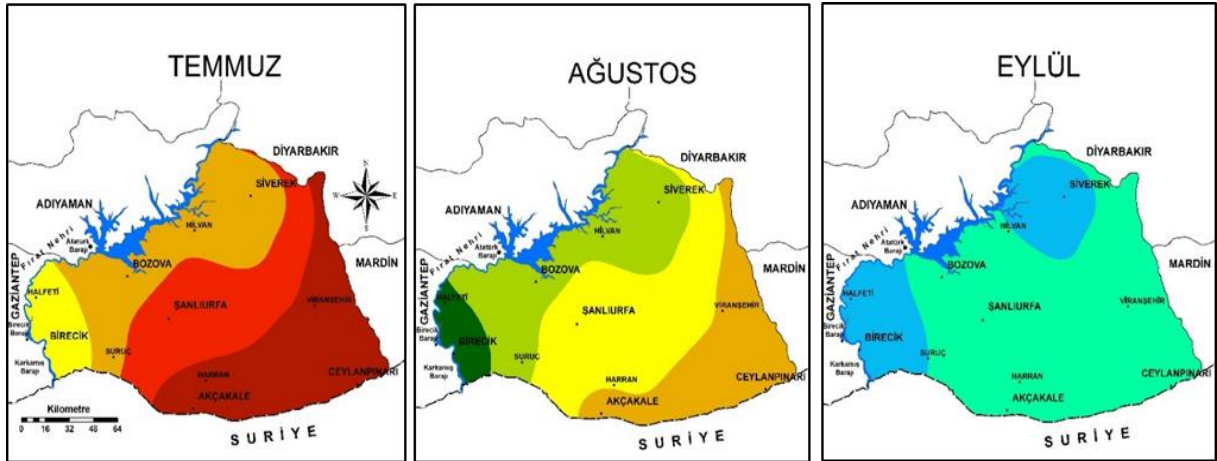 TEMMUZ
DİYARBAKIR
SİVEREK
N
W
E
S
ADIYAMAN
HİLVAN
Atatürk
Barajı
Fırat Nehri
MARDİN
BOZOVA
GAZİANTEP
HALFETİ
VİRANŞEHİR
ŞANLIURFA
Birecik
Barajı
BİRECİK
SURUÇ
Karkamış
Barajı
CEYLANPINARI
HARRAN
AKÇAKALE
Kilometre
0 16 32 48 64
SURİYE
AĞUSTOS
DİYARBAKIR
SİVEREK
ADIYAMAN
HİLVAN
Atatürk
Barajı
Fırat Nehri
MARDİN
BOZOVA
GAZİANTEP
HALFETİ
VİRANŞEHİR
ŞANLIURFA
Birecik
Barajı
BİRECİK
SURUÇ
Karkamış
Barajı
CEYLANPINARI
HARRAN
AKÇAKALE
SURİYE
EYLÜL
DİYARBAKIR
SİVEREK
ADIYAMAN
HİLVAN
Atatürk
Barajı
Fırat Nehri
MARDİN
BOZOVA
GAZİANTEP
HALFETİ
VİRANŞEHİR
ŞANLIURFA
Birecik
Barajı
BİRECİK
SURUÇ
Karkamış
Barajı
CEYLANPINARI
HARRAN
AKÇAKALE
SURİYE